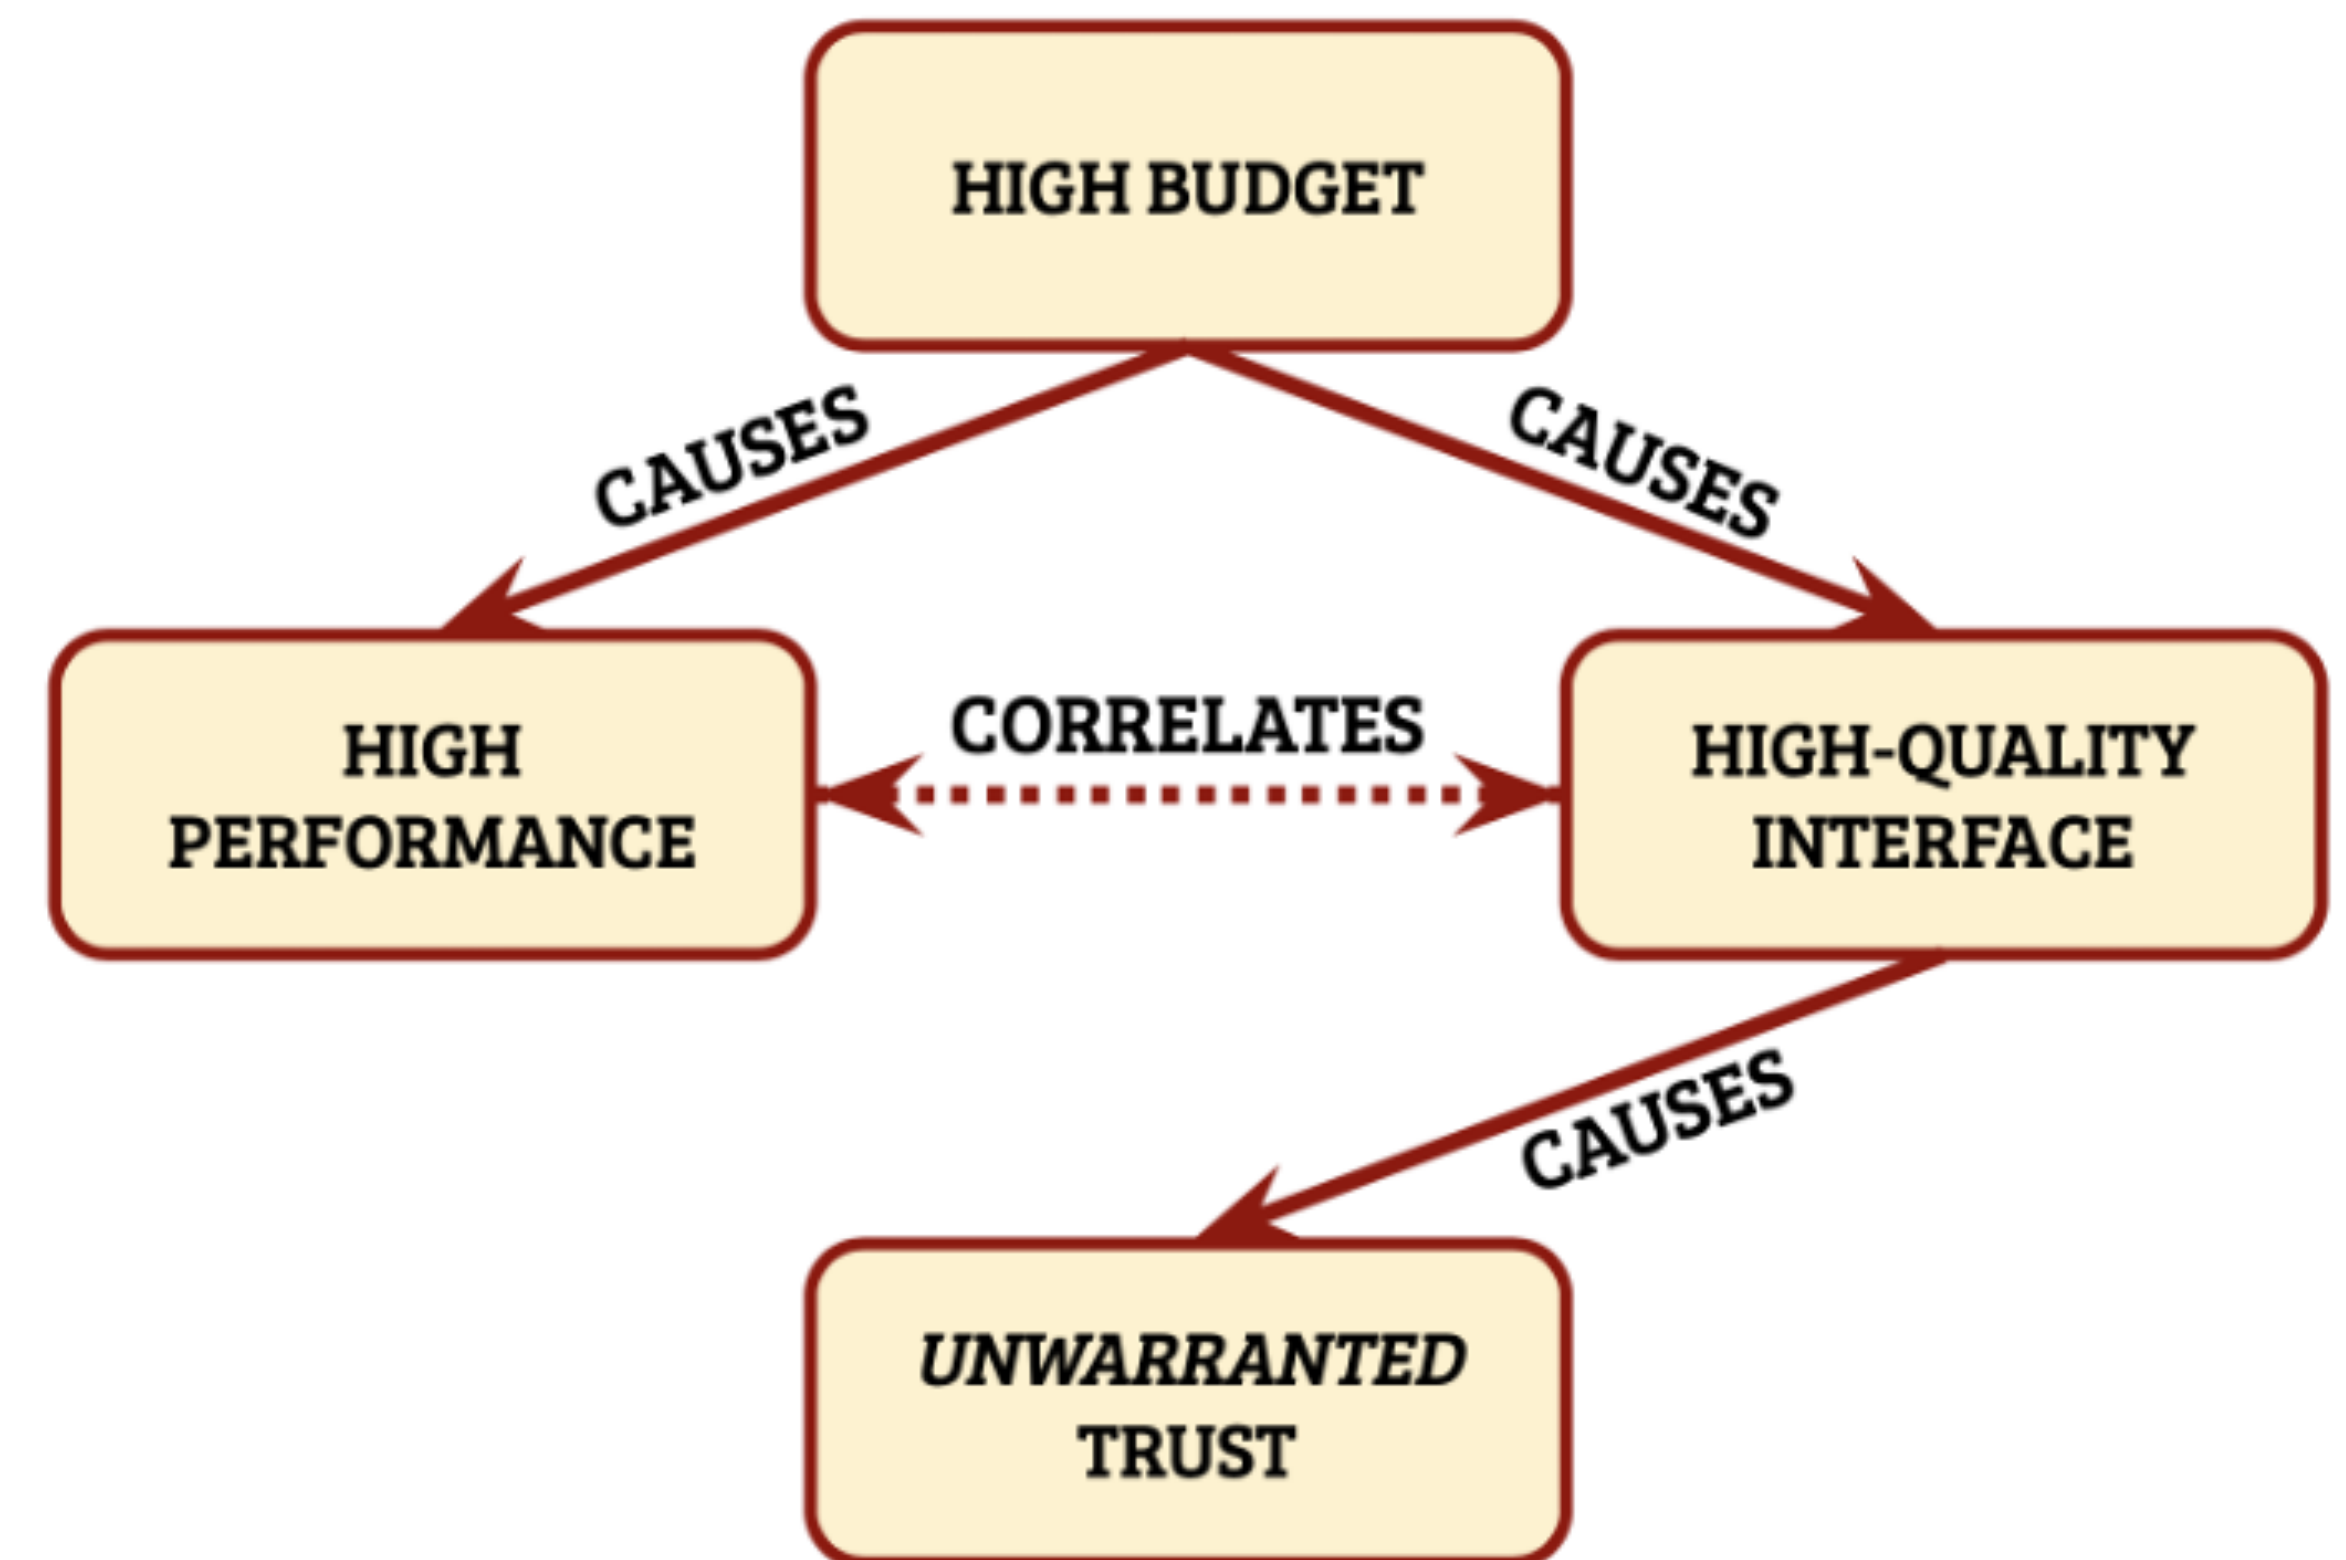 HIGH BUDGET
CAUSES
CAUSES
HIGH
PERFORMANCE
CORRELATES
HIGH-QUALITY
INTERFACE
CAUSES
UNWARRANTED
TRUST